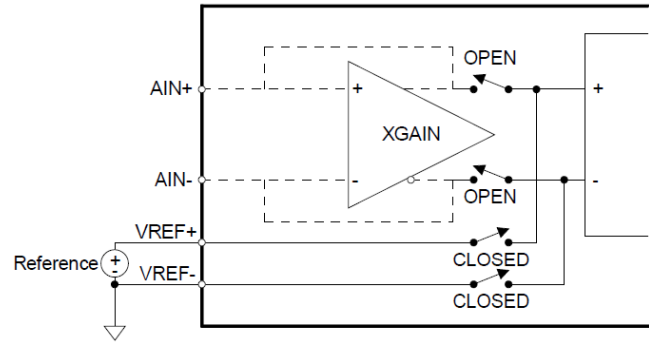 OPEN
AIN+
+
XGAIN
+
AIN-
-
-
OPEN
VREF+
Reference
+
-
CLOSED
VREF-
CLOSED